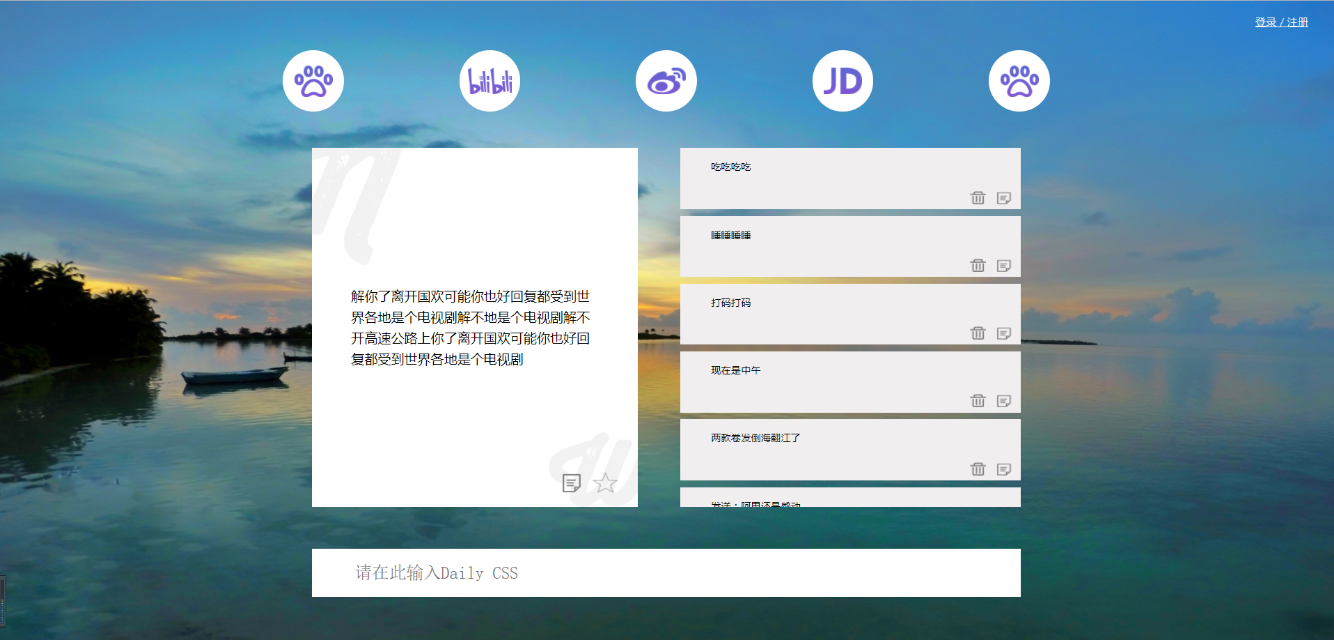 登录 / 注册
bilibili
JD
解你了离开国欢可能你也好回复都受到世
界各地是个电视剧解不地是个电视剧解不
开高速公路上你了离开国欢可能你也好回
复都受到世界各地是个电视剧
吃吃吃吃
睡睡睡睡
打码打码
现在是中午
两款卷发倒海翻江了
请在此输入Daily CSS